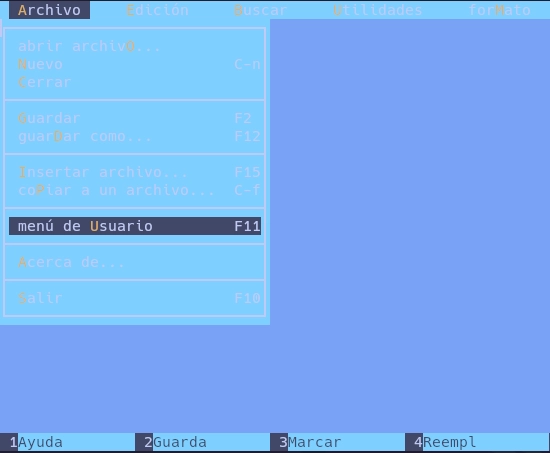 Archivo Edición Buscar Utilidades forMato
abrir archivO...
Nuevo C-n
Cerrar
Guardar F2
guarDar como... F12
Insertar archivo... F15
coPiar a un archivo... C-f
menú de Usuario F11
Acerca de...
Salir F10
1Ayuda 2Guarda 3Marcar 4Reempl